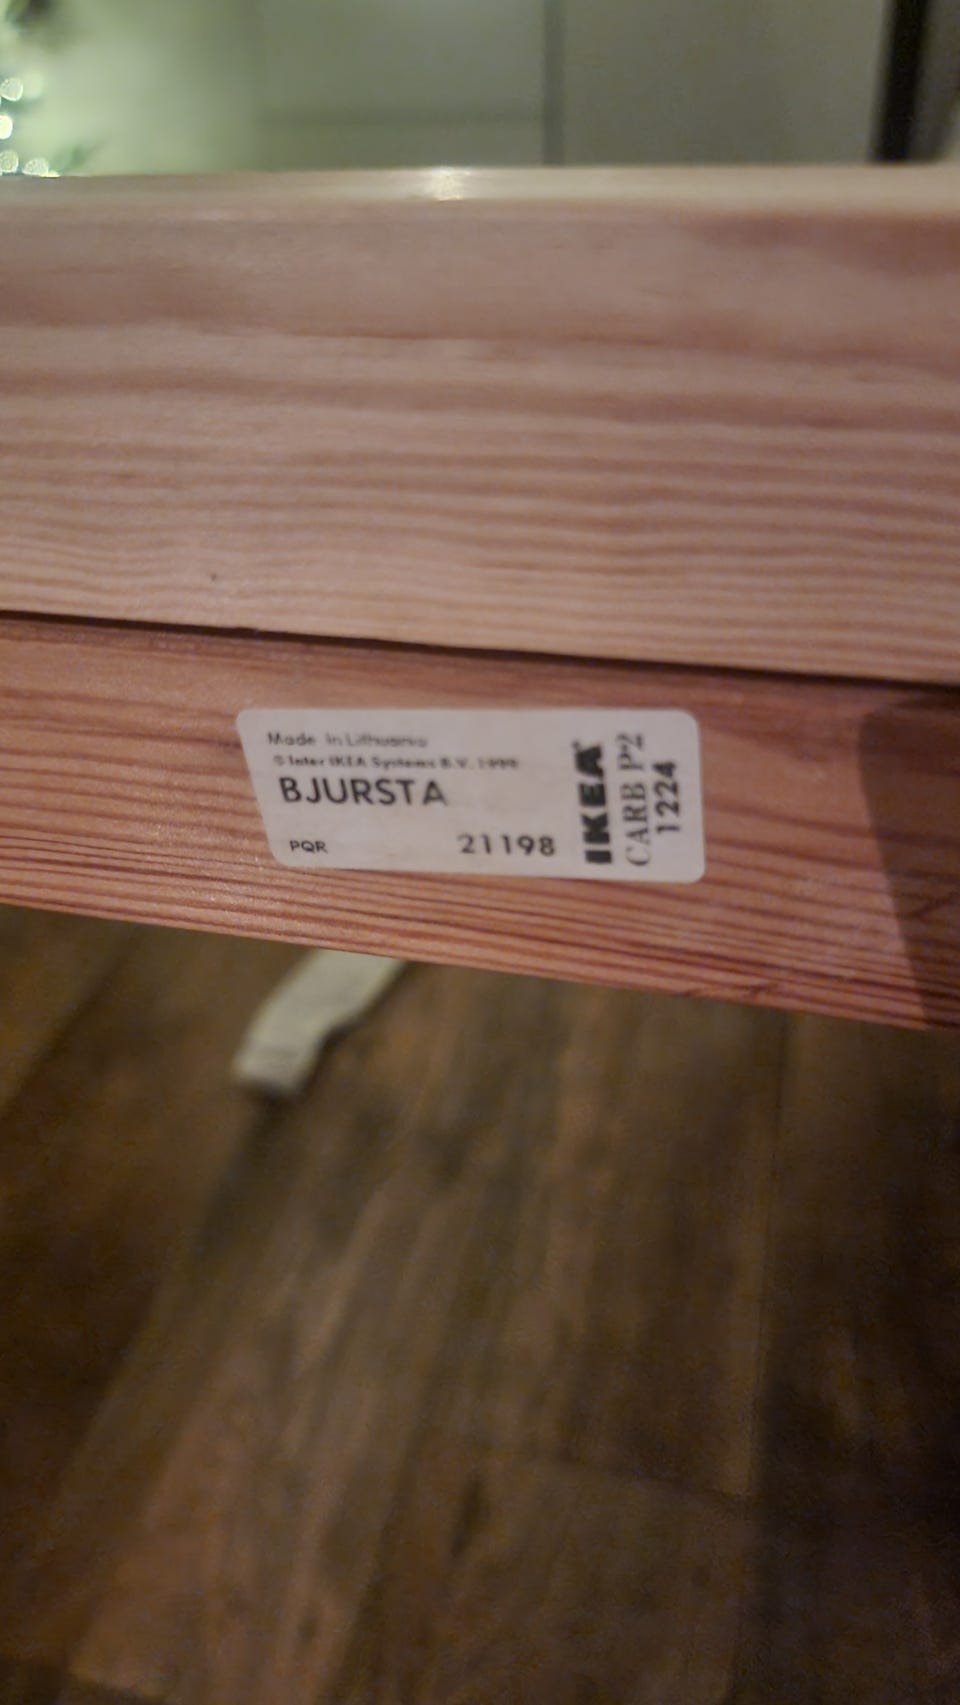 Made in Lithuania
© Inter IKEA Systems B.V. 1999
BJURSTA
PQR 21198
IKEA®
CARB P2
1224